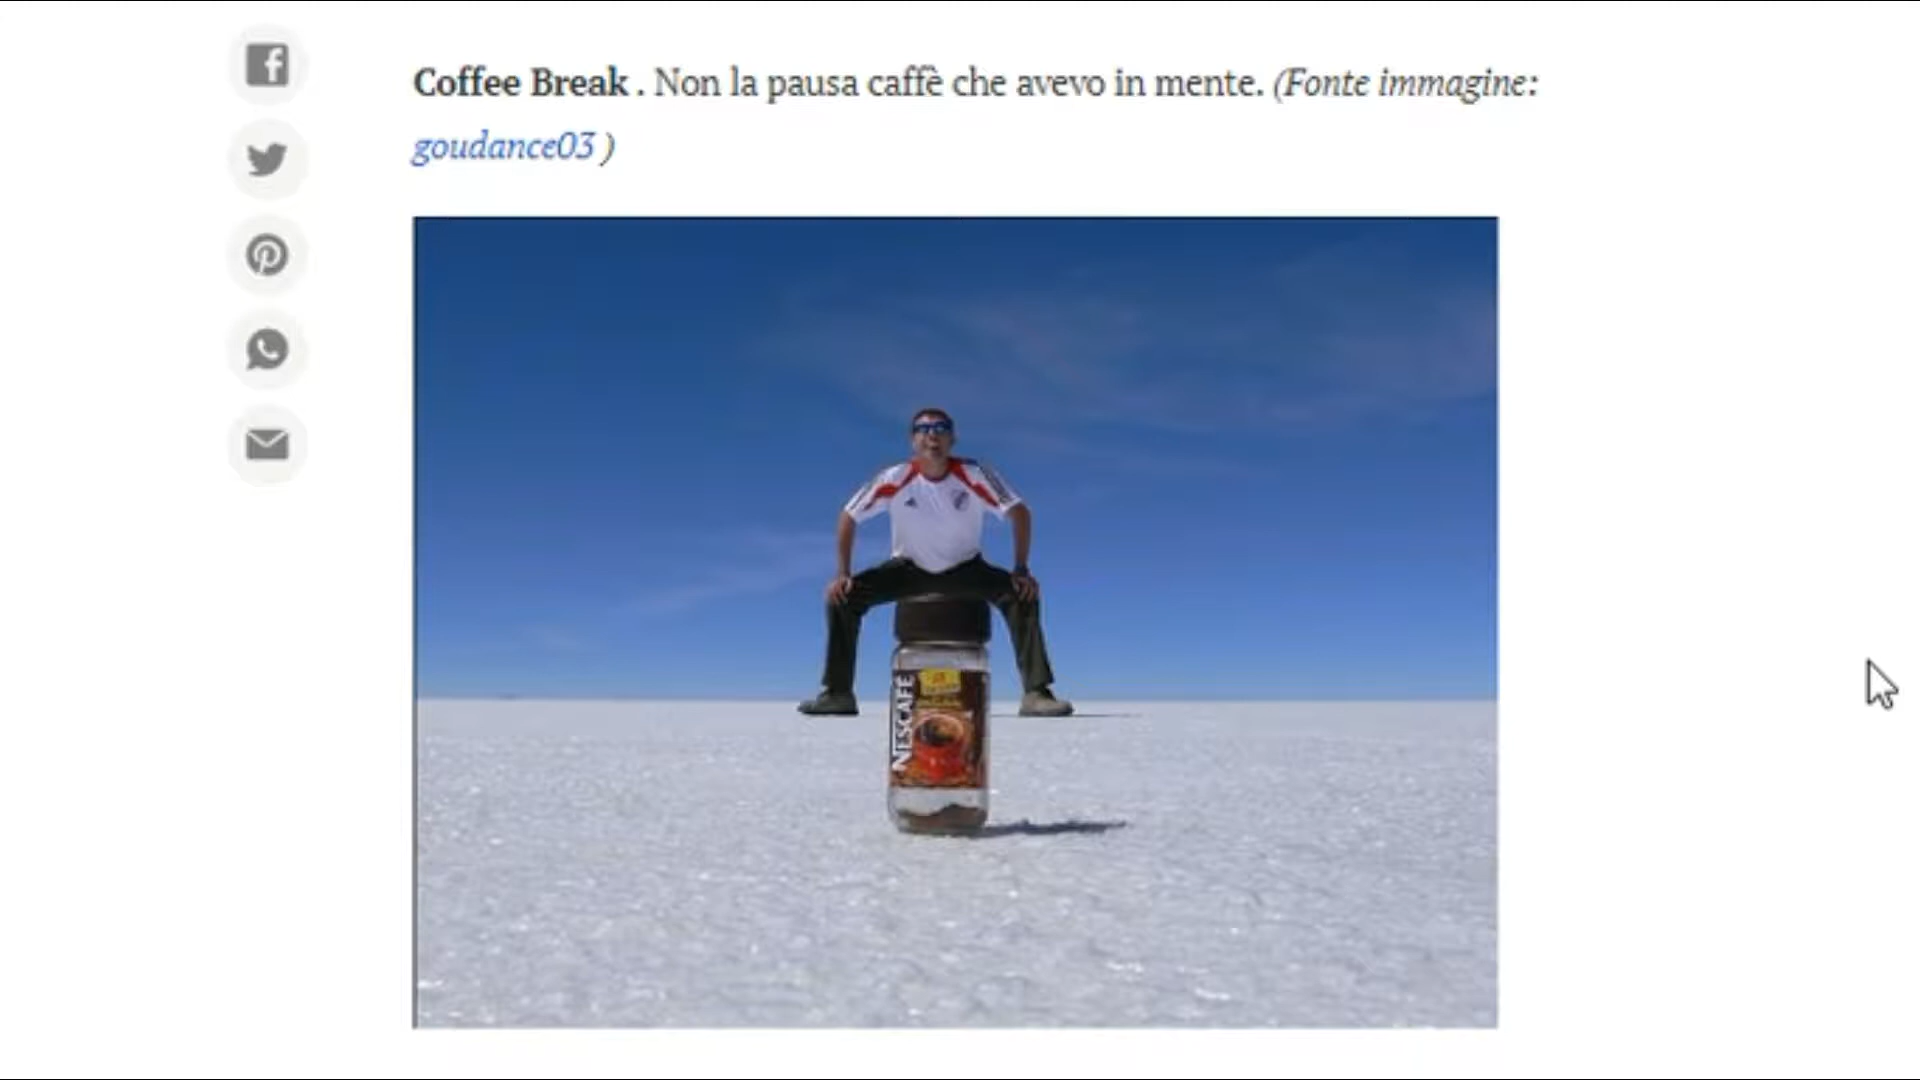 Coffee Break . Non la pausa caffè che avevo in mente. (Fonte immagine:
goudance03 )
NESCAFÉ